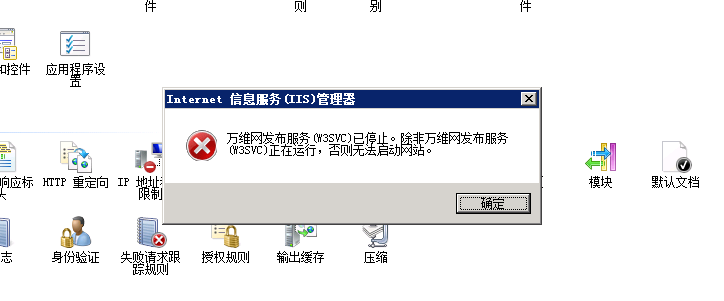 件 则 别 件
和控件 应用程序设
置
Internet 信息服务(IIS)管理器
万维网发布服务(W3SVC)已停止。除非万维网发布服务
(W3SVC)正在运行，否则无法启动网站。
确定
响应标
头
HTTP 重定向
IP 地址
限制
模块
默认文档
志
身份验证
失败请求跟
踪规则
授权规则
输出缓存
压缩